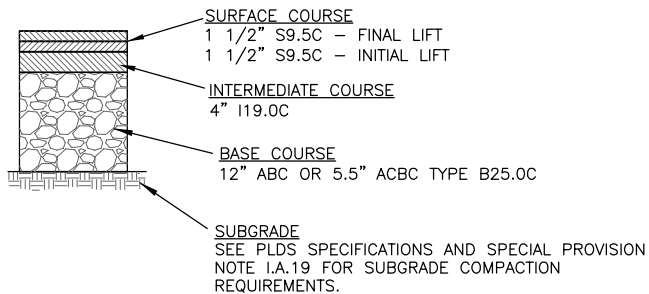 SURFACE COURSE
1 1/2" S9.5C – FINAL LIFT
1 1/2" S9.5C – INITIAL LIFT
INTERMEDIATE COURSE
4" I19.0C
BASE COURSE
12" ABC OR 5.5" ACBC TYPE B25.0C
SUBGRADE
SEE PLDS SPECIFICATIONS AND SPECIAL PROVISION
NOTE I.A.19 FOR SUBGRADE COMPACTION
REQUIREMENTS.